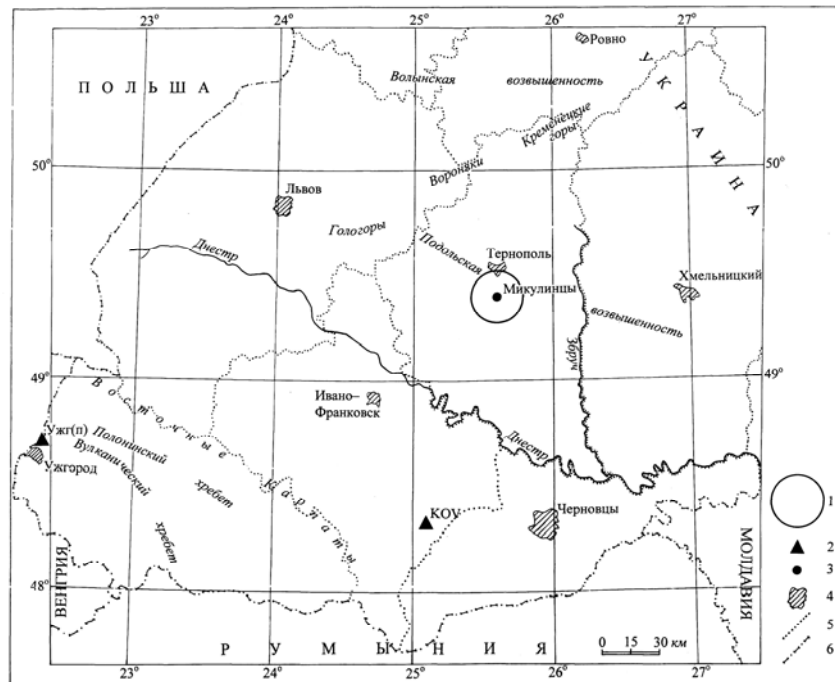 23° 24° 25° 26° 27°
Ровно
ПОЛЬША
Волынская
возвышенность
УКРАИНА
Кременецкие
горы
50° 50°
Вороняки
Львов
Гологоры
Днестр
Подольская
Тернополь
Микулинцы
Хмельницкий
возвышенность
Збруч
49° 49°
Восточные Карпаты
Ивано–
Франковск
Ужг(п)
Полонинский
хребет
Вулканический
хребет
Ужгород
Днестр
KOV
Черновцы
1
2
3
4
5
6
ВЕНГРИЯ
МОЛДАВИЯ
48° 48°
РУМЫНИЯ
0 15 30 км
23° 24° 25° 26° 27°